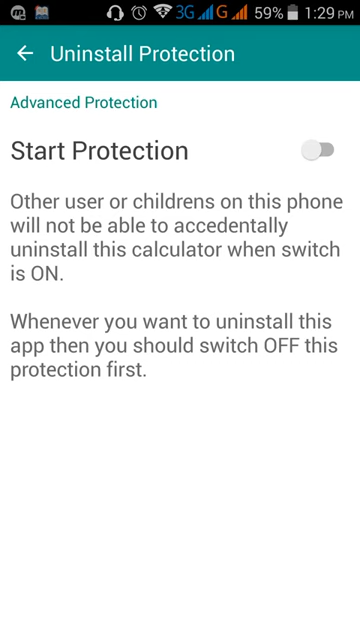 3G G 59% 1:29 PM
Uninstall Protection
Advanced Protection
Start Protection
Other user or childrens on this phone
will not be able to accedentally
uninstall this calculator when switch
is ON.
Whenever you want to uninstall this
app then you should switch OFF this
protection first.